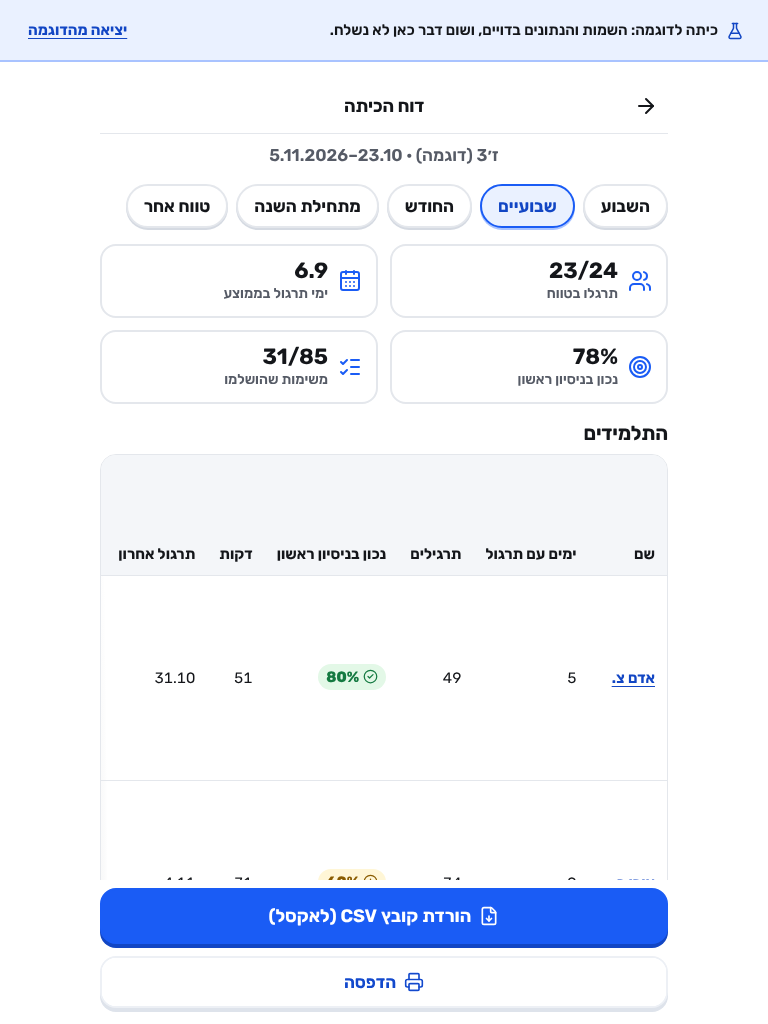 כיתה לדוגמה: השמות והנתונים בדויים, ושום דבר כאן לא נשלח.
יציאה מהדוגמה
דוח הכיתה
ז׳3 (דוגמה) • 23.10–5.11.2026
השבוע
שבועיים
החודש
מתחילת השנה
טווח אחר
23/24
תרגלו בטווח
6.9
ימי תרגול בממוצע
78%
נכון בניסיון ראשון
31/85
משימות שהושלמו
התלמידים
שם ימים עם תרגול תרגילים נכון בניסיון ראשון דקות תרגול אחרון
אדם צ. 5 49 80% 51 31.10
הורדת קובץ CSV (לאקסל)
הדפסה